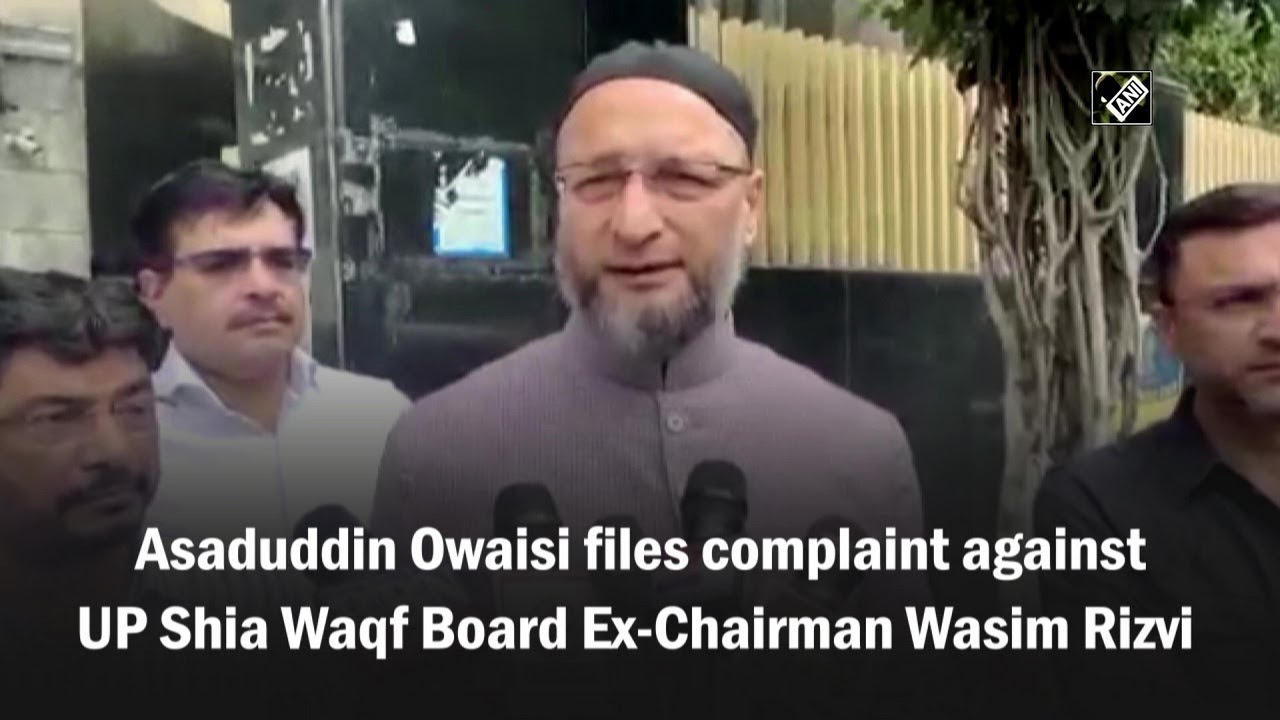 ANI
Asaduddin Owaisi files complaint against
UP Shia Waqf Board Ex-Chairman Wasim Rizvi